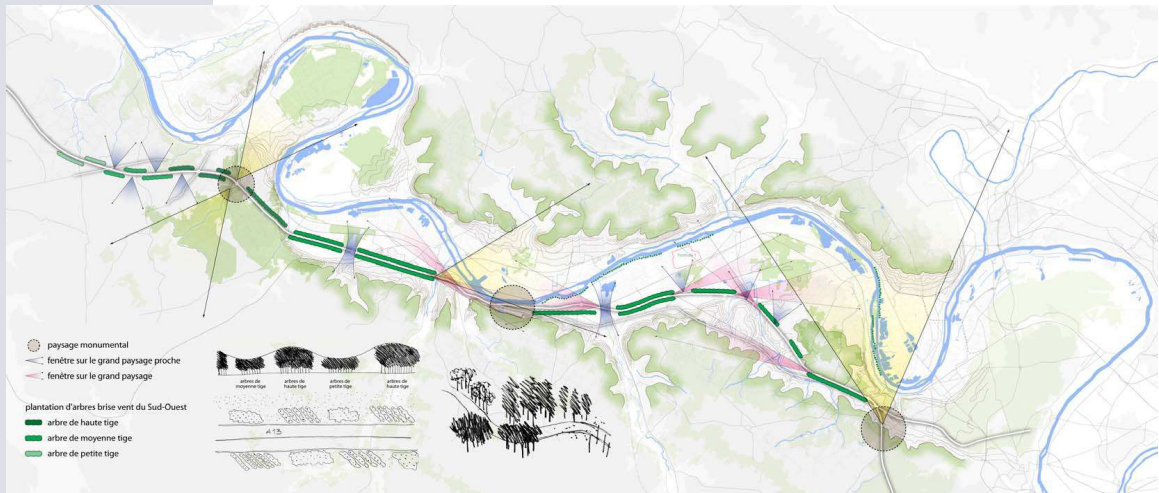 paysage monumental
fenêtre sur le grand paysage proche
fenêtre sur le grand paysage
plantation d'arbres brise vent du Sud-Ouest
arbre de haute tige
arbre de moyenne tige
arbre de petite tige
arbres de moyenne tige
arbres de haute tige
arbres de petite tige
arbres de haute tige
A 13